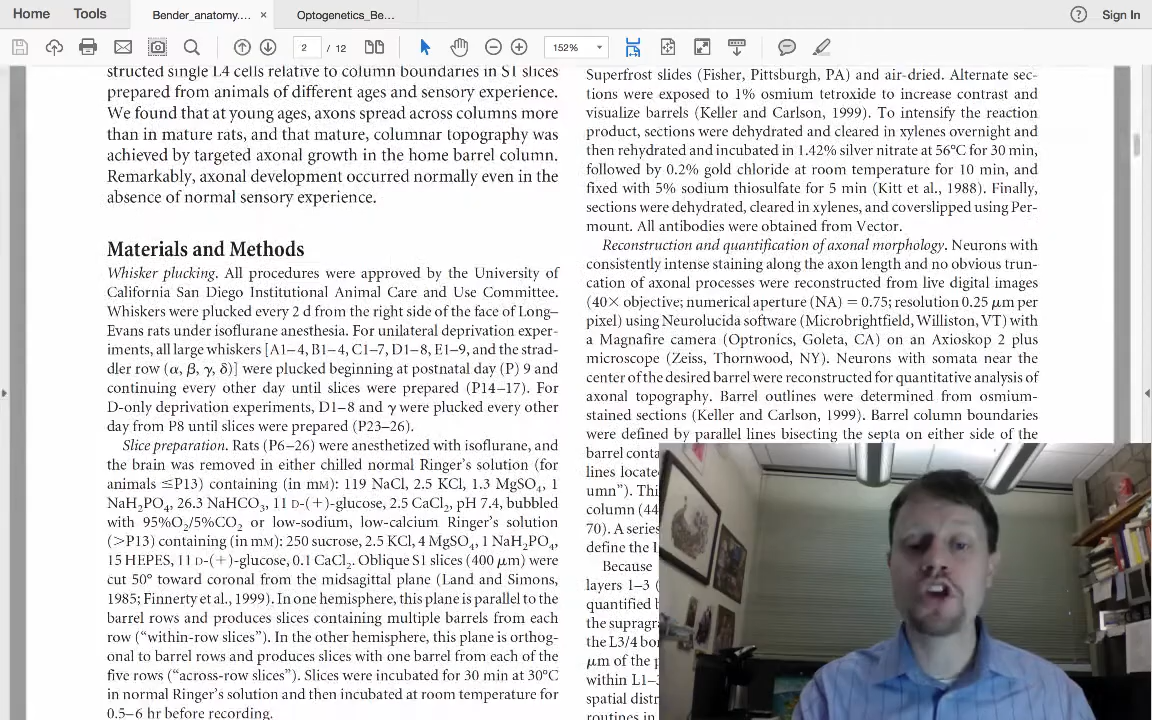 Home
Tools
Bender_anatomy....
×
Optogenetics_Be...
?
Sign In
2
/ 12
152%
structed single L4 cells relative to column boundaries in S1 slices
prepared from animals of different ages and sensory experience.
We found that at young ages, axons spread across columns more
than in mature rats, and that mature, columnar topography was
achieved by targeted axonal growth in the home barrel column.
Remarkably, axonal development occurred normally even in the
absence of normal sensory experience.
Materials and Methods
Whisker plucking. All procedures were approved by the University of
California San Diego Institutional Animal Care and Use Committee.
Whiskers were plucked every 2 d from the right side of the face of Long–
Evans rats under isoflurane anesthesia. For unilateral deprivation exper-
iments, all large whiskers [A1–4, B1–4, C1–7, D1–8, E1–9, and the strad-
dler row (α, β, γ, δ)] were plucked beginning at postnatal day (P) 9 and
continuing every other day until slices were prepared (P14–17). For
D-only deprivation experiments, D1–8 and γ were plucked every other
day from P8 until slices were prepared (P23–26).
Slice preparation. Rats (P6–26) were anesthetized with isoflurane, and
the brain was removed in either chilled normal Ringer's solution (for
animals ≤P13) containing (in mM): 119 NaCl, 2.5 KCl, 1.3 MgSO₄, 1
NaH₂PO₄, 26.3 NaHCO₃, 11 D-(+)-glucose, 2.5 CaCl₂, pH 7.4, bubbled
with 95%O₂/5%CO₂ or low-sodium, low-calcium Ringer's solution
(>P13) containing (in mM): 250 sucrose, 2.5 KCl, 4 MgSO₄, 1 NaH₂PO₄,
15 HEPES, 11 D-(+)-glucose, 0.1 CaCl₂. Oblique S1 slices (400 μm) were
cut 50° toward coronal from the midsagittal plane (Land and Simons,
1985; Finnerty et al., 1999). In one hemisphere, this plane is parallel to the
barrel rows and produces slices containing multiple barrels from each
row ("within-row slices"). In the other hemisphere, this plane is orthog-
onal to barrel rows and produces slices with one barrel from each of the
five rows ("across-row slices"). Slices were incubated for 30 min at 30°C
in normal Ringer's solution and then incubated at room temperature for
0.5–6 hr before recording.
Superfrost slides (Fisher, Pittsburgh, PA) and air-dried. Alternate sec-
tions were exposed to 1% osmium tetroxide to increase contrast and
visualize barrels (Keller and Carlson, 1999). To intensify the reaction
product, sections were dehydrated and cleared in xylenes overnight and
then rehydrated and incubated in 1.42% silver nitrate at 56°C for 30 min,
followed by 0.2% gold chloride at room temperature for 10 min, and
fixed with 5% sodium thiosulfate for 5 min (Kitt et al., 1988). Finally,
sections were dehydrated, cleared in xylenes, and coverslipped using Per-
mount. All antibodies were obtained from Vector.
Reconstruction and quantification of axonal morphology. Neurons with
consistently intense staining along the axon length and no obvious trun-
cation of axonal processes were reconstructed from live digital images
(40× objective; numerical aperture (NA) = 0.75; resolution 0.25 μm per
pixel) using Neurolucida software (Microbrightfield, Williston, VT) with
a Magnafire camera (Optronics, Goleta, CA) on an Axioskop 2 plus
microscope (Zeiss, Thornwood, NY). Neurons with somata near the
center of the desired barrel were reconstructed for quantitative analysis of
axonal topography. Barrel outlines were determined from osmium-
stained sections (Keller and Carlson, 1999). Barrel column boundaries
were defined by parallel lines bisecting the septa on either side of the
barrel conta
lines locate
umn"). Thi
column (44
70). A series
define the L
Because
layers 1–3 (
quantified b
the supragra
the L3/4 bor
μm of the p
within L1–3
spatial distr
routines in